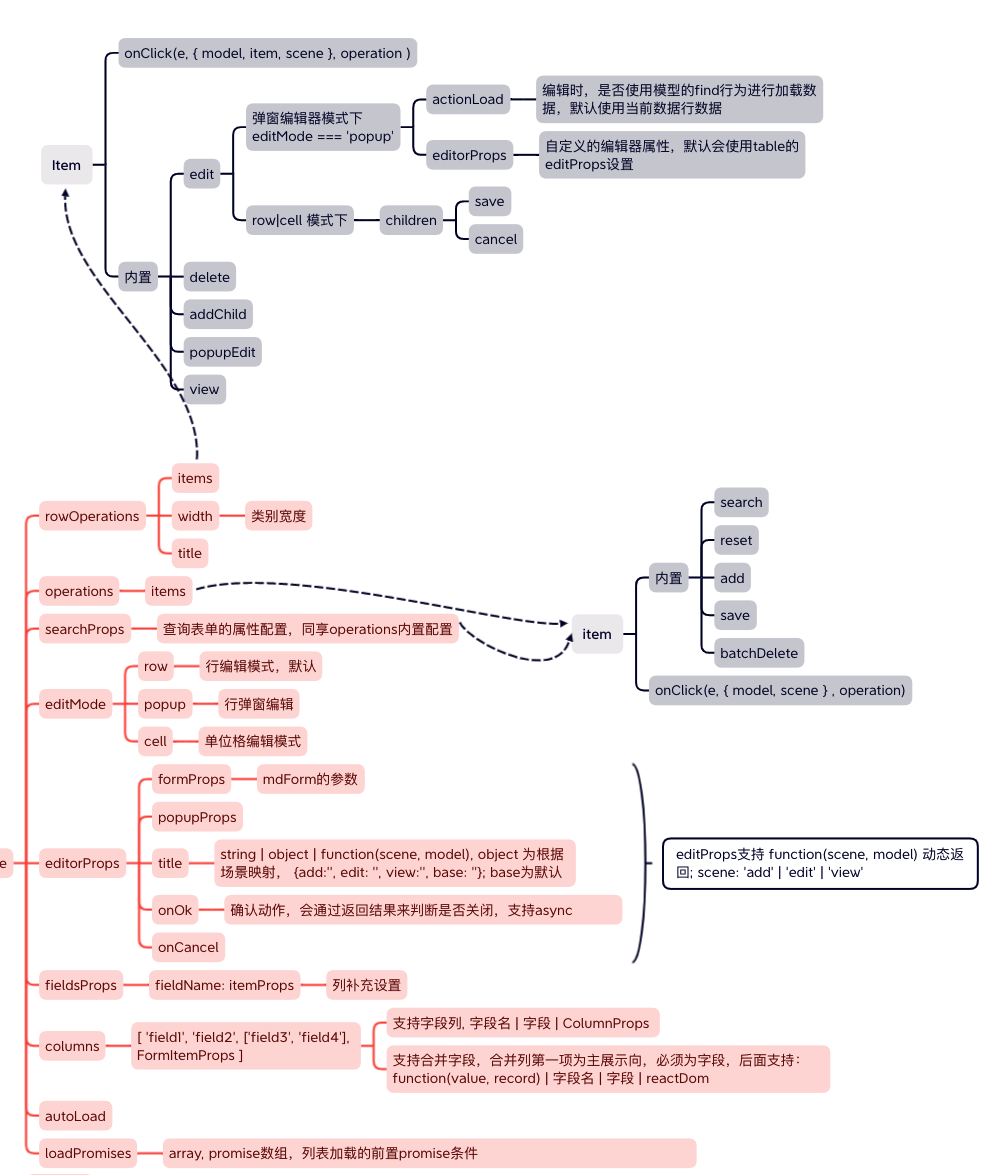 onClick(e, { model, item, scene }, operation )
Item
内置
edit
弹窗编辑器模式下
editMode === 'popup'
actionLoad
编辑时，是否使用模型的find行为进行加载数
据，默认使用当前数据行数据
editorProps
自定义的编辑器属性，默认会使用table的
editProps设置
row|cell 模式下
children
save
cancel
delete
addChild
popupEdit
view
rowOperations
items
width
类别宽度
title
operations
items
searchProps
查询表单的属性配置，同享operations内置配置
item
内置
search
reset
add
save
batchDelete
onClick(e, { model, scene } , operation)
editMode
row
行编辑模式，默认
popup
行弹窗编辑
cell
单位格编辑模式
e
editorProps
formProps
mdForm的参数
popupProps
title
string | object | function(scene, model), object 为根据
场景映射， {add:'', edit: '', view:'', base: ''}; base为默认
onOk
确认动作，会通过返回结果来判断是否关闭，支持async
onCancel
editProps支持 function(scene, model) 动态返
回; scene: 'add' | 'edit' | 'view'
fieldsProps
fieldName: itemProps
列补充设置
columns
[ 'field1', 'field2', ['field3', 'field4'],
FormItemProps ]
支持字段列, 字段名 | 字段 | ColumnProps
支持合并字段，合并列第一项为主展示向，必须为字段，后面支持：
function(value, record) | 字段名 | 字段 | reactDom
autoLoad
loadPromises
array, promise数组，列表加载的前置promise条件